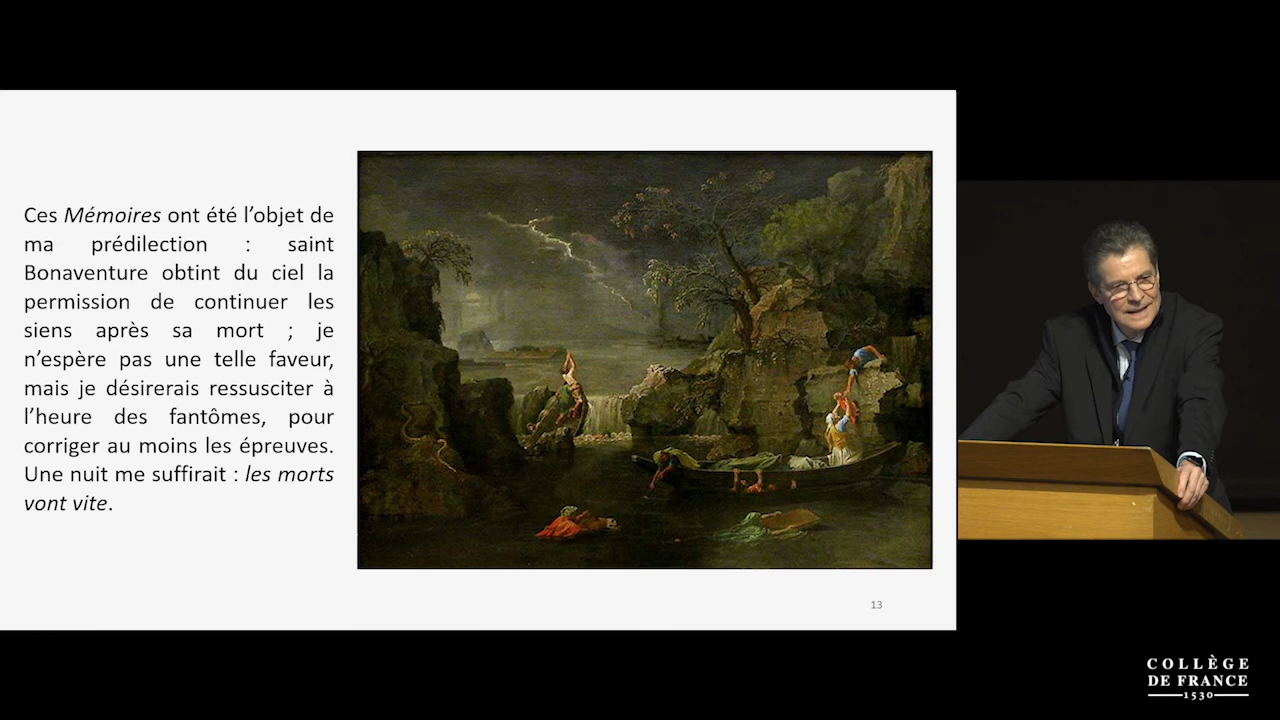 Ces Mémoires ont été l’objet de
ma prédilection : saint
Bonaventure obtint du ciel la
permission de continuer les
siens après sa mort ; je
n’espère pas une telle faveur,
mais je désirerais ressusciter à
l’heure des fantômes, pour
corriger au moins les épreuves.
Une nuit me suffirait : les morts
vont vite.
13
COLLÈGE
DE FRANCE
1530